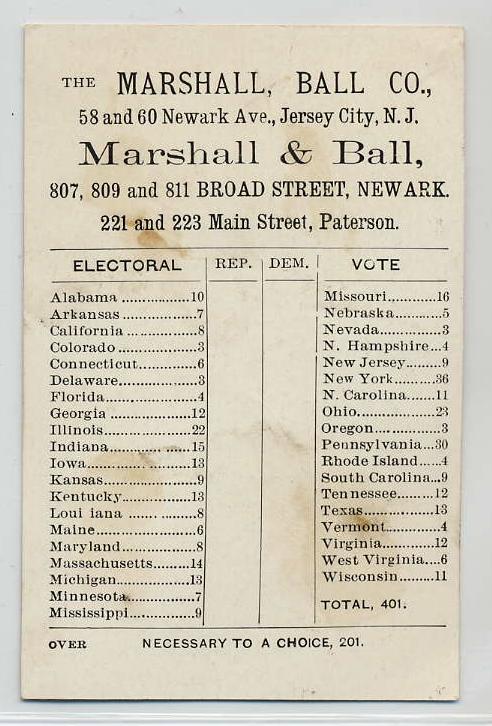 THE MARSHALL, BALL CO.,
58 and 60 Newark Ave., Jersey City, N. J.
Marshall & Ball,
807, 809 and 811 BROAD STREET, NEWARK.
221 and 223 Main Street, Paterson.
ELECTORAL REP. DEM. VOTE
Alabama ................10
Arkansas ................7
California ................8
Colorado ................3
Connecticut................6
Delaware................3
Florida ................4
Georgia ................12
Illinois ................22
Indiana................15
Iowa................13
Kansas................9
Kentucky................13
Loui iana ................8
Maine................6
Maryland................8
Massachusetts........14
Michigan................13
Minnesota................7
Mississippi................9
Missouri............16
Nebraska..........5
Nevada............3
N. Hampshire...4
New Jersey.......9
New York.........36
N. Carolina......11
Ohio..................23
Oregon..............3
Pennsylvania...30
Rhode Island.....4
South Carolina...9
Tennessee.........12
Texas...............13
Vermont............4
Virginia............12
West Virginia....6
Wisconsin.........11
TOTAL, 401.
OVER NECESSARY TO A CHOICE, 201.